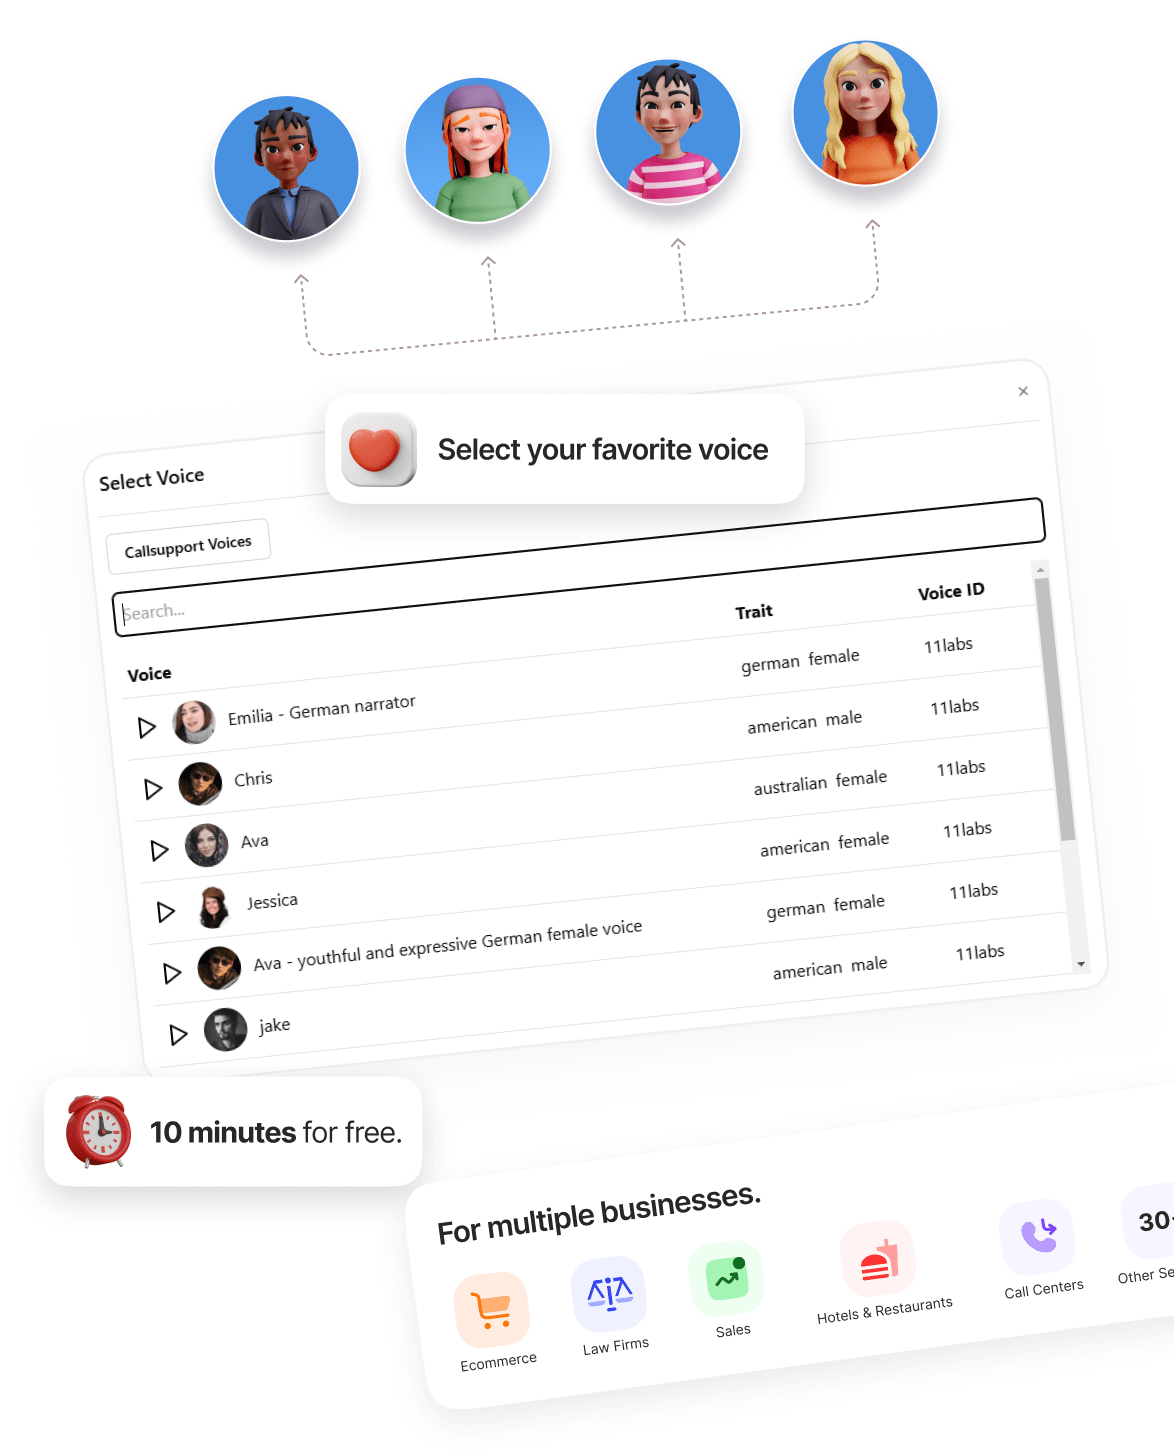 Select your favorite voice
×
Select Voice
Callsupport Voices
Search...
Voice Trait Voice ID
Emilia - German narrator german female 11labs
Chris american male 11labs
Ava australian female 11labs
Jessica american female 11labs
Ava - youthful and expressive German female voice german female 11labs
jake american male 11labs
10 minutes for free.
For multiple businesses.
Ecommerce
Law Firms
Sales
Hotels & Restaurants
Call Centers
30
Other